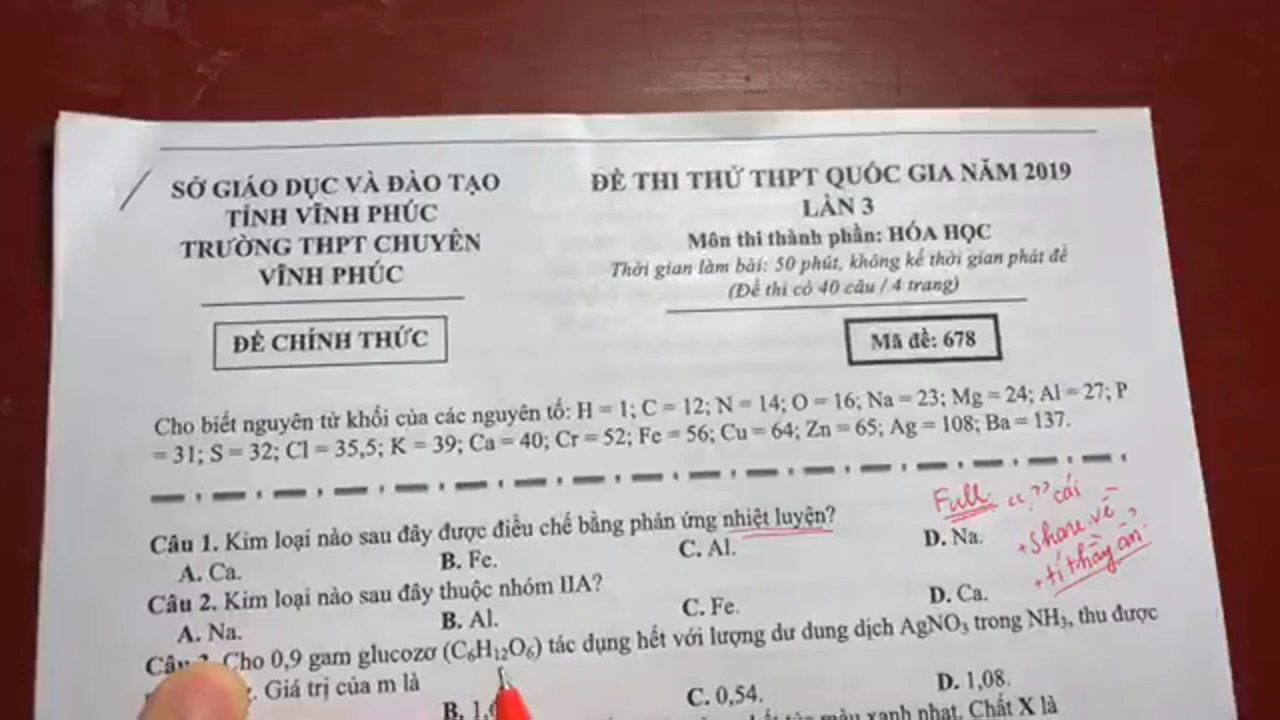 SỞ GIÁO DỤC VÀ ĐÀO TẠO
TỈNH VĨNH PHÚC
TRƯỜNG THPT CHUYÊN
VĨNH PHÚC
ĐỀ CHÍNH THỨC
ĐỀ THI THỬ THPT QUỐC GIA NĂM 2019
LẦN 3
Môn thi thành phần: HÓA HỌC
Thời gian làm bài: 50 phút, không kể thời gian phát đề
(Đề thi có 40 câu / 4 trang)
Mã đề: 678
Cho biết nguyên tử khối của các nguyên tố: H = 1; C = 12; N = 14; O = 16; Na = 23; Mg = 24; Al = 27; P
= 31; S = 32; Cl = 35,5; K = 39; Ca = 40; Cr = 52; Fe = 56; Cu = 64; Zn = 65; Ag = 108; Ba = 137.
Full " ? " cái
+ Share về
+ tí thầy ấn
Câu 1. Kim loại nào sau đây được điều chế bằng phản ứng nhiệt luyện?
A. Ca. B. Fe. C. Al. D. Na.
Câu 2. Kim loại nào sau đây thuộc nhóm IIA?
A. Na. B. Al. C. Fe. D. Ca.
Cho 0,9 gam glucozơ (C₆H₁₂O₆) tác dụng hết với lượng dư dung dịch AgNO₃ trong NH₃, thu được
Giá trị của m là
B. C. 0,54. D. 1,08.
màu xanh nhạt. Chất X là